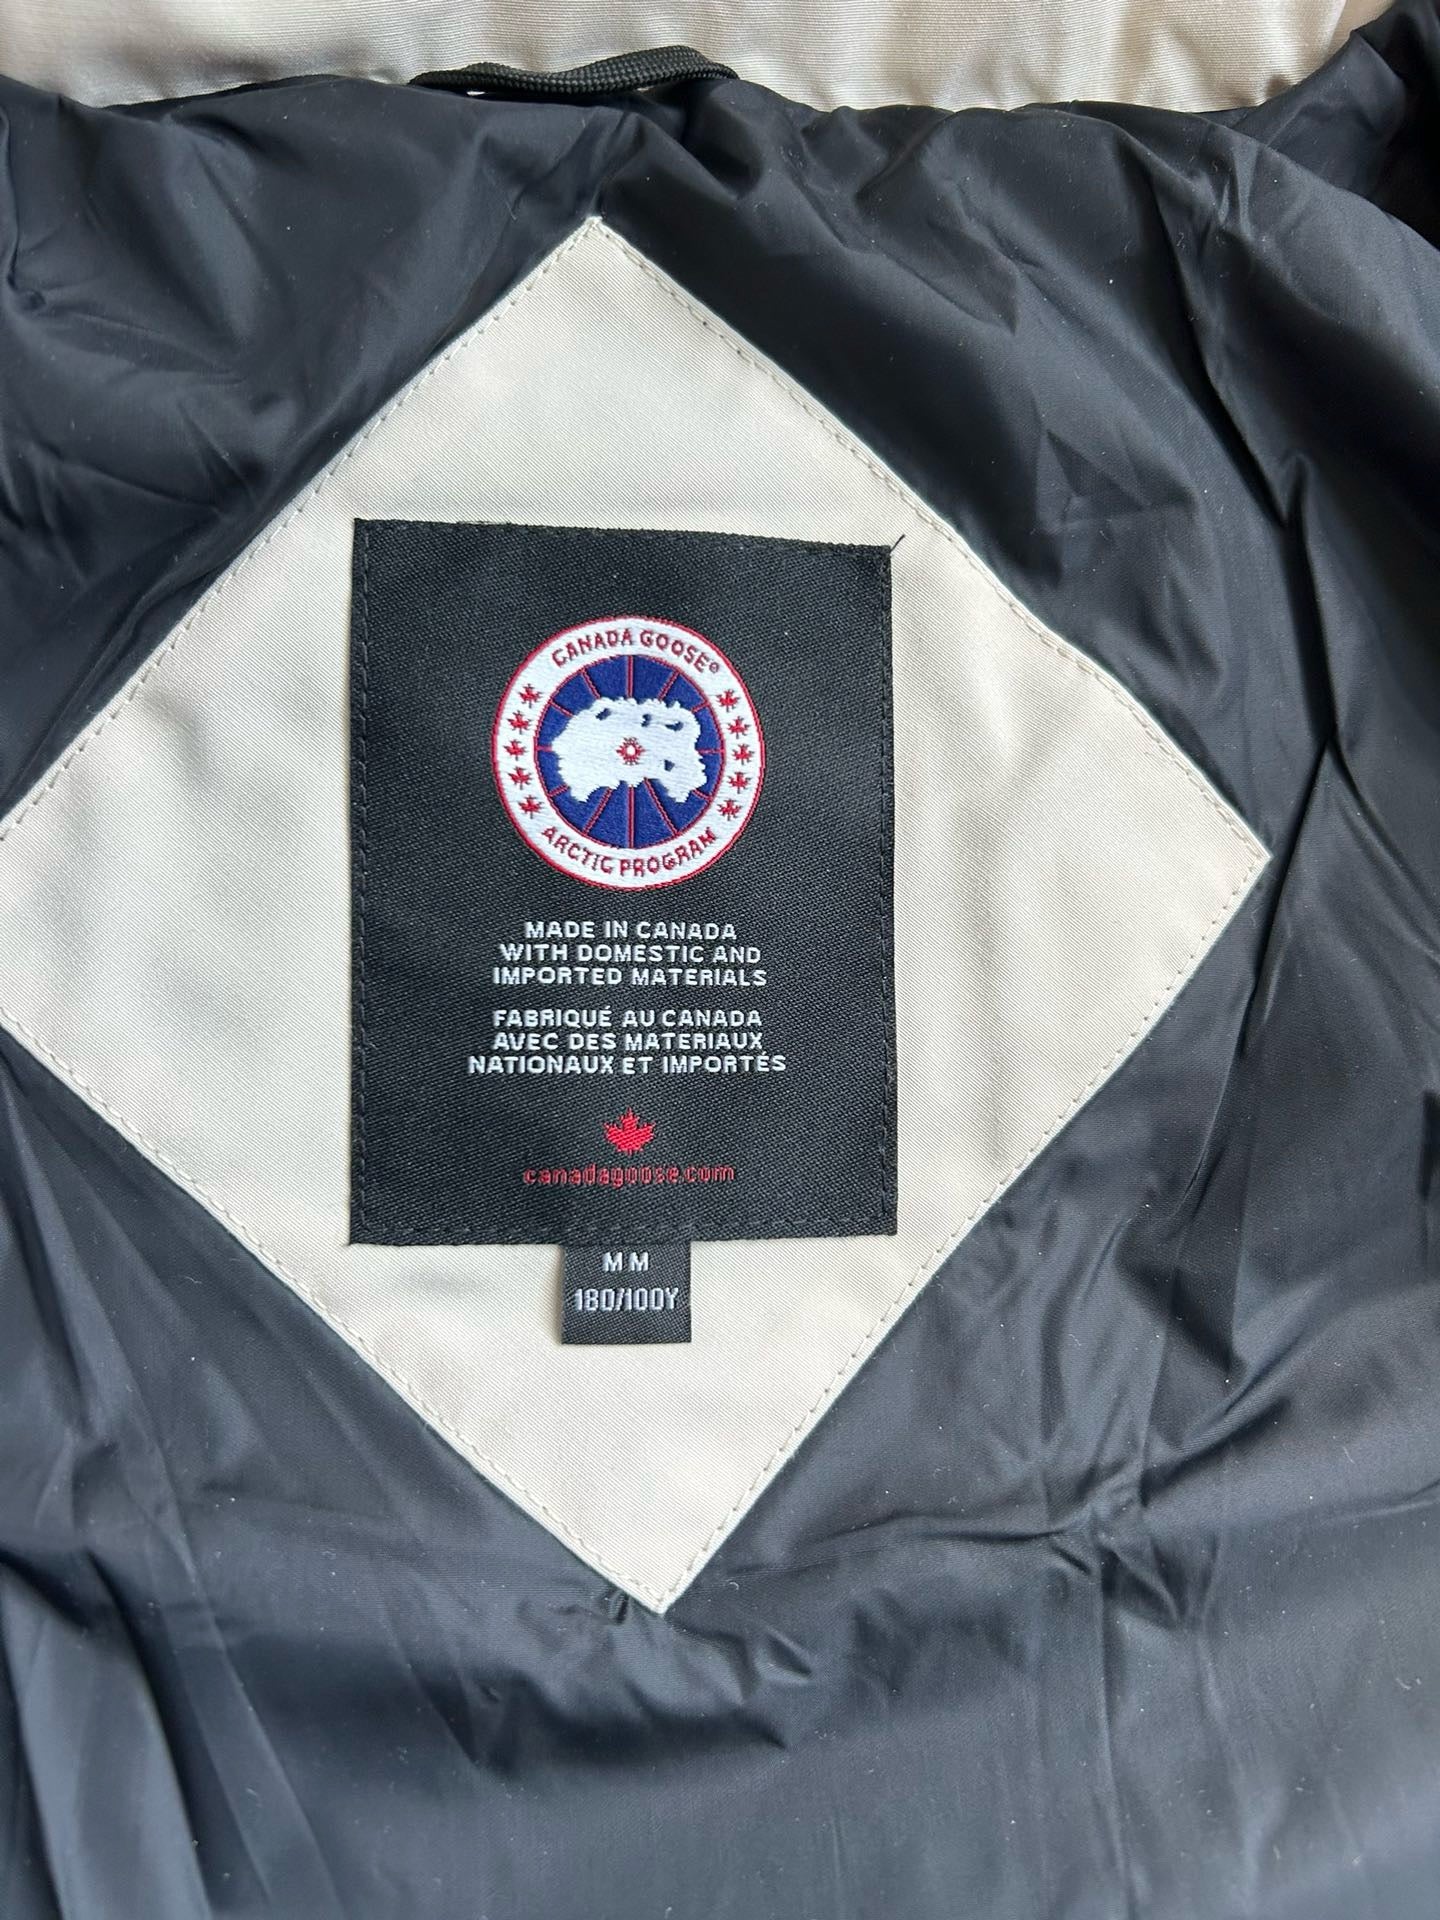 CANADA GOOSE®
ARCTIC PROGRAM
MADE IN CANADA
WITH DOMESTIC AND
IMPORTED MATERIALS
FABRIQUÉ AU CANADA
AVEC DES MATERIAUX
NATIONAUX ET IMPORTÉS
canadagoose.com
M M
180/100Y